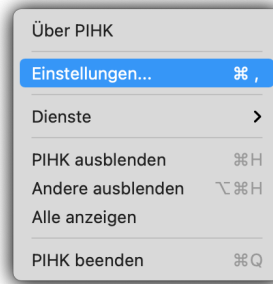 Über PIHK
Einstellungen... ⌘ ,
Dienste
PIHK ausblenden ⌘H
Andere ausblenden ⌥⌘H
Alle anzeigen
PIHK beenden ⌘Q